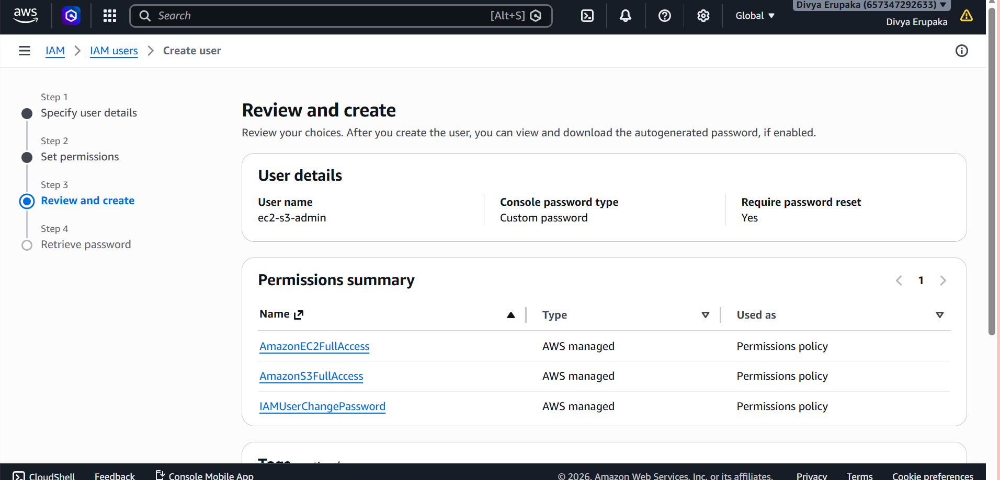 aws
Search
[Alt+S]
Global
Divya Erupaka (657347292633)
Divya Erupaka
IAM
IAM users
Create user
Step 1
Specify user details
Step 2
Set permissions
Step 3
Review and create
Step 4
Retrieve password
Review and create
Review your choices. After you create the user, you can view and download the autogenerated password, if enabled.
User details
User name
ec2-s3-admin
Console password type
Custom password
Require password reset
Yes
Permissions summary
1
Name Type Used as
AmazonEC2FullAccess AWS managed Permissions policy
AmazonS3FullAccess AWS managed Permissions policy
IAMUserChangePassword AWS managed Permissions policy
Tags
CloudShell Feedback Console Mobile App © 2026, Amazon Web Services, Inc. or its affiliates. Privacy Terms Cookie preferences